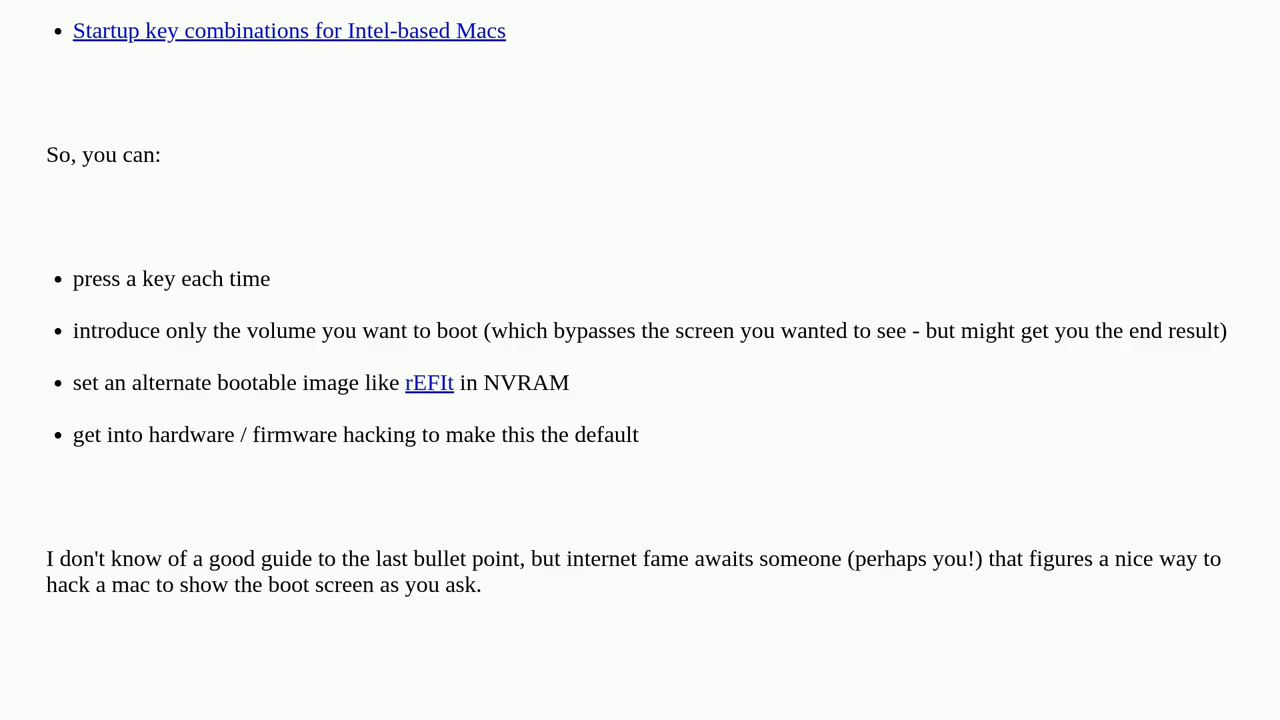 Startup key combinations for Intel-based Macs
So, you can:
press a key each time
introduce only the volume you want to boot (which bypasses the screen you wanted to see - but might get you the end result)
set an alternate bootable image like rEFIt in NVRAM
get into hardware / firmware hacking to make this the default
I don't know of a good guide to the last bullet point, but internet fame awaits someone (perhaps you!) that figures a nice way to
hack a mac to show the boot screen as you ask.